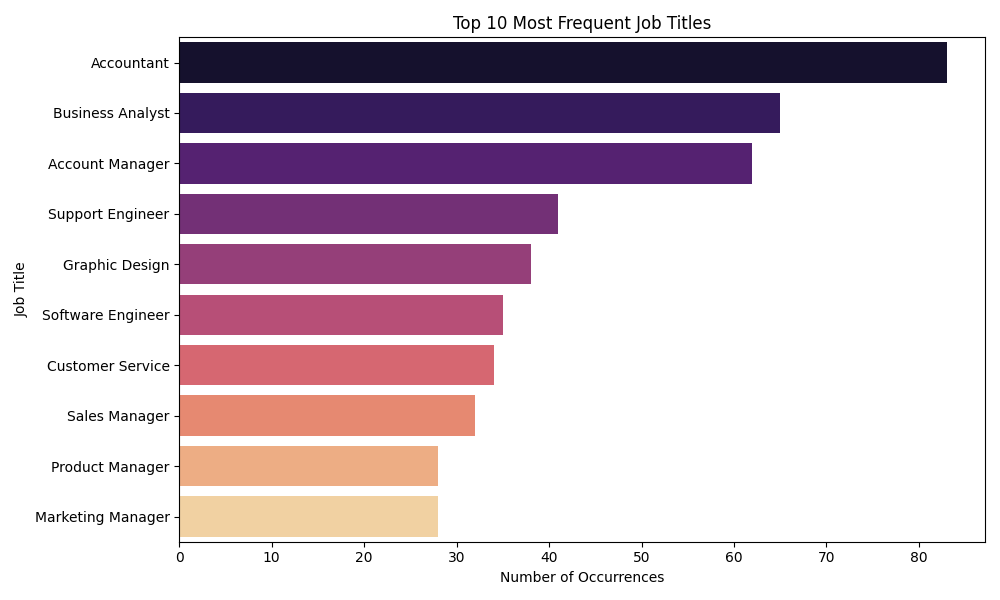 Top 10 Most Frequent Job Titles
Job Title
Accountant
Business Analyst
Account Manager
Support Engineer
Graphic Design
Software Engineer
Customer Service
Sales Manager
Product Manager
Marketing Manager
0 10 20 30 40 50 60 70 80
Number of Occurrences